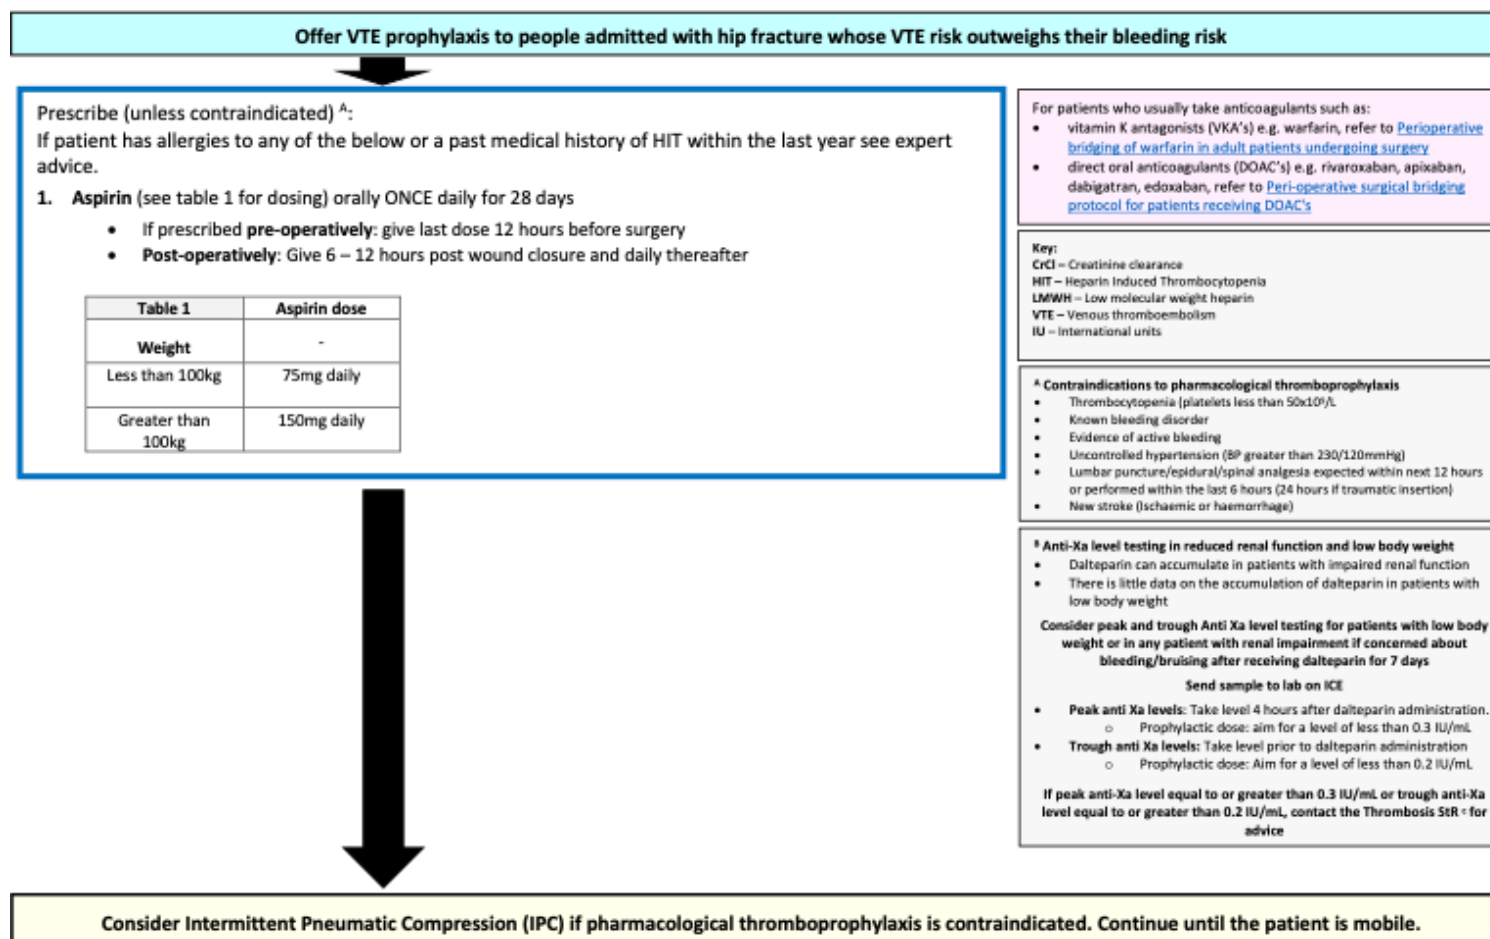 Offer VTE prophylaxis to people admitted with hip fracture whose VTE risk outweighs their bleeding risk
Prescribe (unless contraindicated) A:
If patient has allergies to any of the below or a past medical history of HIT within the last year see expert
advice.
1. Aspirin (see table 1 for dosing) orally ONCE daily for 28 days
• If prescribed pre-operatively: give last dose 12 hours before surgery
• Post-operatively: Give 6 – 12 hours post wound closure and daily thereafter
Table 1 Aspirin dose
Weight -
Less than 100kg 75mg daily
Greater than 150mg daily
100kg
For patients who usually take anticoagulants such as:
• vitamin K antagonists (VKA's) e.g. warfarin, refer to Perioperative
bridging of warfarin in adult patients undergoing surgery
• direct oral anticoagulants (DOAC's) e.g. rivaroxaban, apixaban,
dabigatran, edoxaban, refer to Peri-operative surgical bridging
protocol for patients receiving DOAC's
Key:
CrCl – Creatinine clearance
HIT – Heparin Induced Thrombocytopenia
LMWH – Low molecular weight heparin
VTE – Venous thromboembolism
IU – International units
A Contraindications to pharmacological thromboprophylaxis
• Thrombocytopenia (platelets less than 50x10⁹/L
• Known bleeding disorder
• Evidence of active bleeding
• Uncontrolled hypertension (BP greater than 230/120mmHg)
• Lumbar puncture/epidural/spinal analgesia expected within next 12 hours
or performed within the last 6 hours (24 hours if traumatic insertion)
• New stroke (Ischaemic or haemorrhage)
B Anti-Xa level testing in reduced renal function and low body weight
• Dalteparin can accumulate in patients with impaired renal function
• There is little data on the accumulation of dalteparin in patients with
low body weight
Consider peak and trough Anti Xa level testing for patients with low body
weight or in any patient with renal impairment if concerned about
bleeding/bruising after receiving dalteparin for 7 days
Send sample to lab on ICE
• Peak anti Xa levels: Take level 4 hours after dalteparin administration.
o Prophylactic dose: aim for a level of less than 0.3 IU/mL
• Trough anti Xa levels: Take level prior to dalteparin administration
o Prophylactic dose: Aim for a level of less than 0.2 IU/mL
If peak anti-Xa level equal to or greater than 0.3 IU/mL or trough anti-Xa
level equal to or greater than 0.2 IU/mL, contact the Thrombosis StR c for
advice
Consider Intermittent Pneumatic Compression (IPC) if pharmacological thromboprophylaxis is contraindicated. Continue until the patient is mobile.